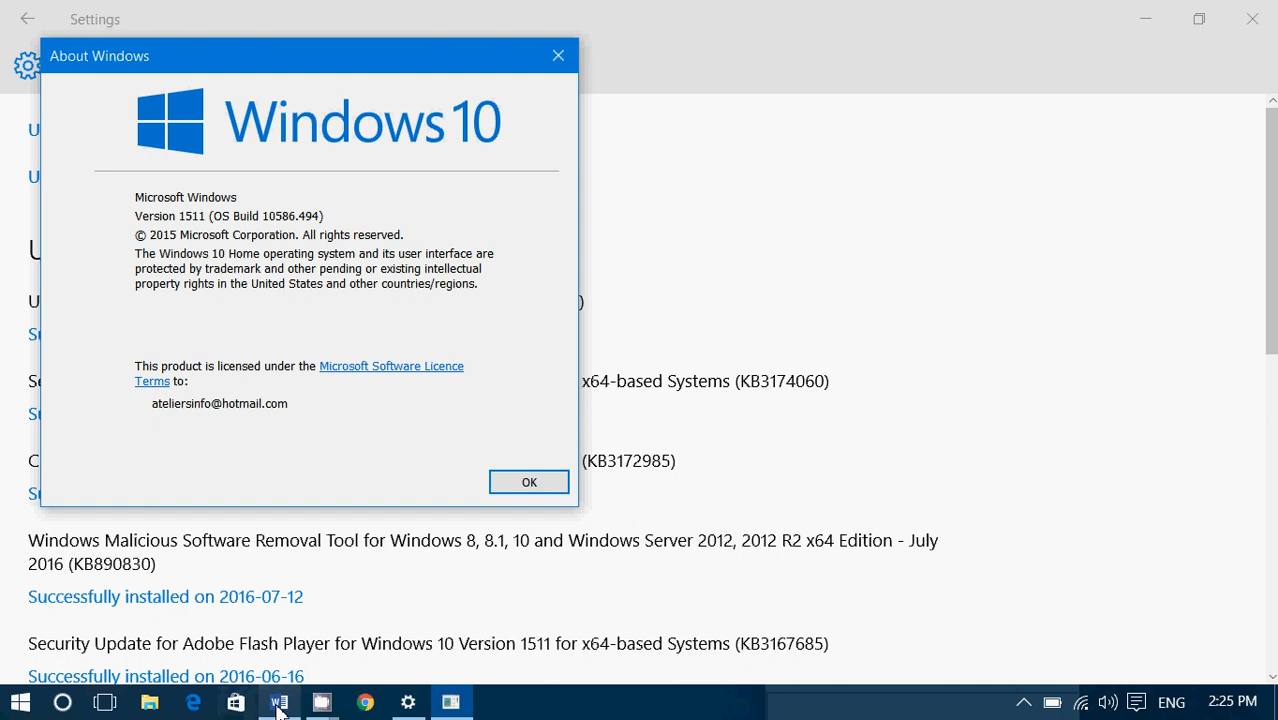 Settings
About Windows
Windows 10
Microsoft Windows
Version 1511 (OS Build 10586.494)
© 2015 Microsoft Corporation. All rights reserved.
The Windows 10 Home operating system and its user interface are
protected by trademark and other pending or existing intellectual
property rights in the United States and other countries/regions.
This product is licensed under the Microsoft Software Licence
Terms to:
ateliersinfo@hotmail.com
OK
U
U
U
U )
Su
Se x64-based Systems (KB3174060)
Su
C (KB3172985)
Su
Windows Malicious Software Removal Tool for Windows 8, 8.1, 10 and Windows Server 2012, 2012 R2 x64 Edition - July
2016 (KB890830)
Successfully installed on 2016-07-12
Security Update for Adobe Flash Player for Windows 10 Version 1511 for x64-based Systems (KB3167685)
Successfully installed on 2016-06-16
ENG
2:25 PM